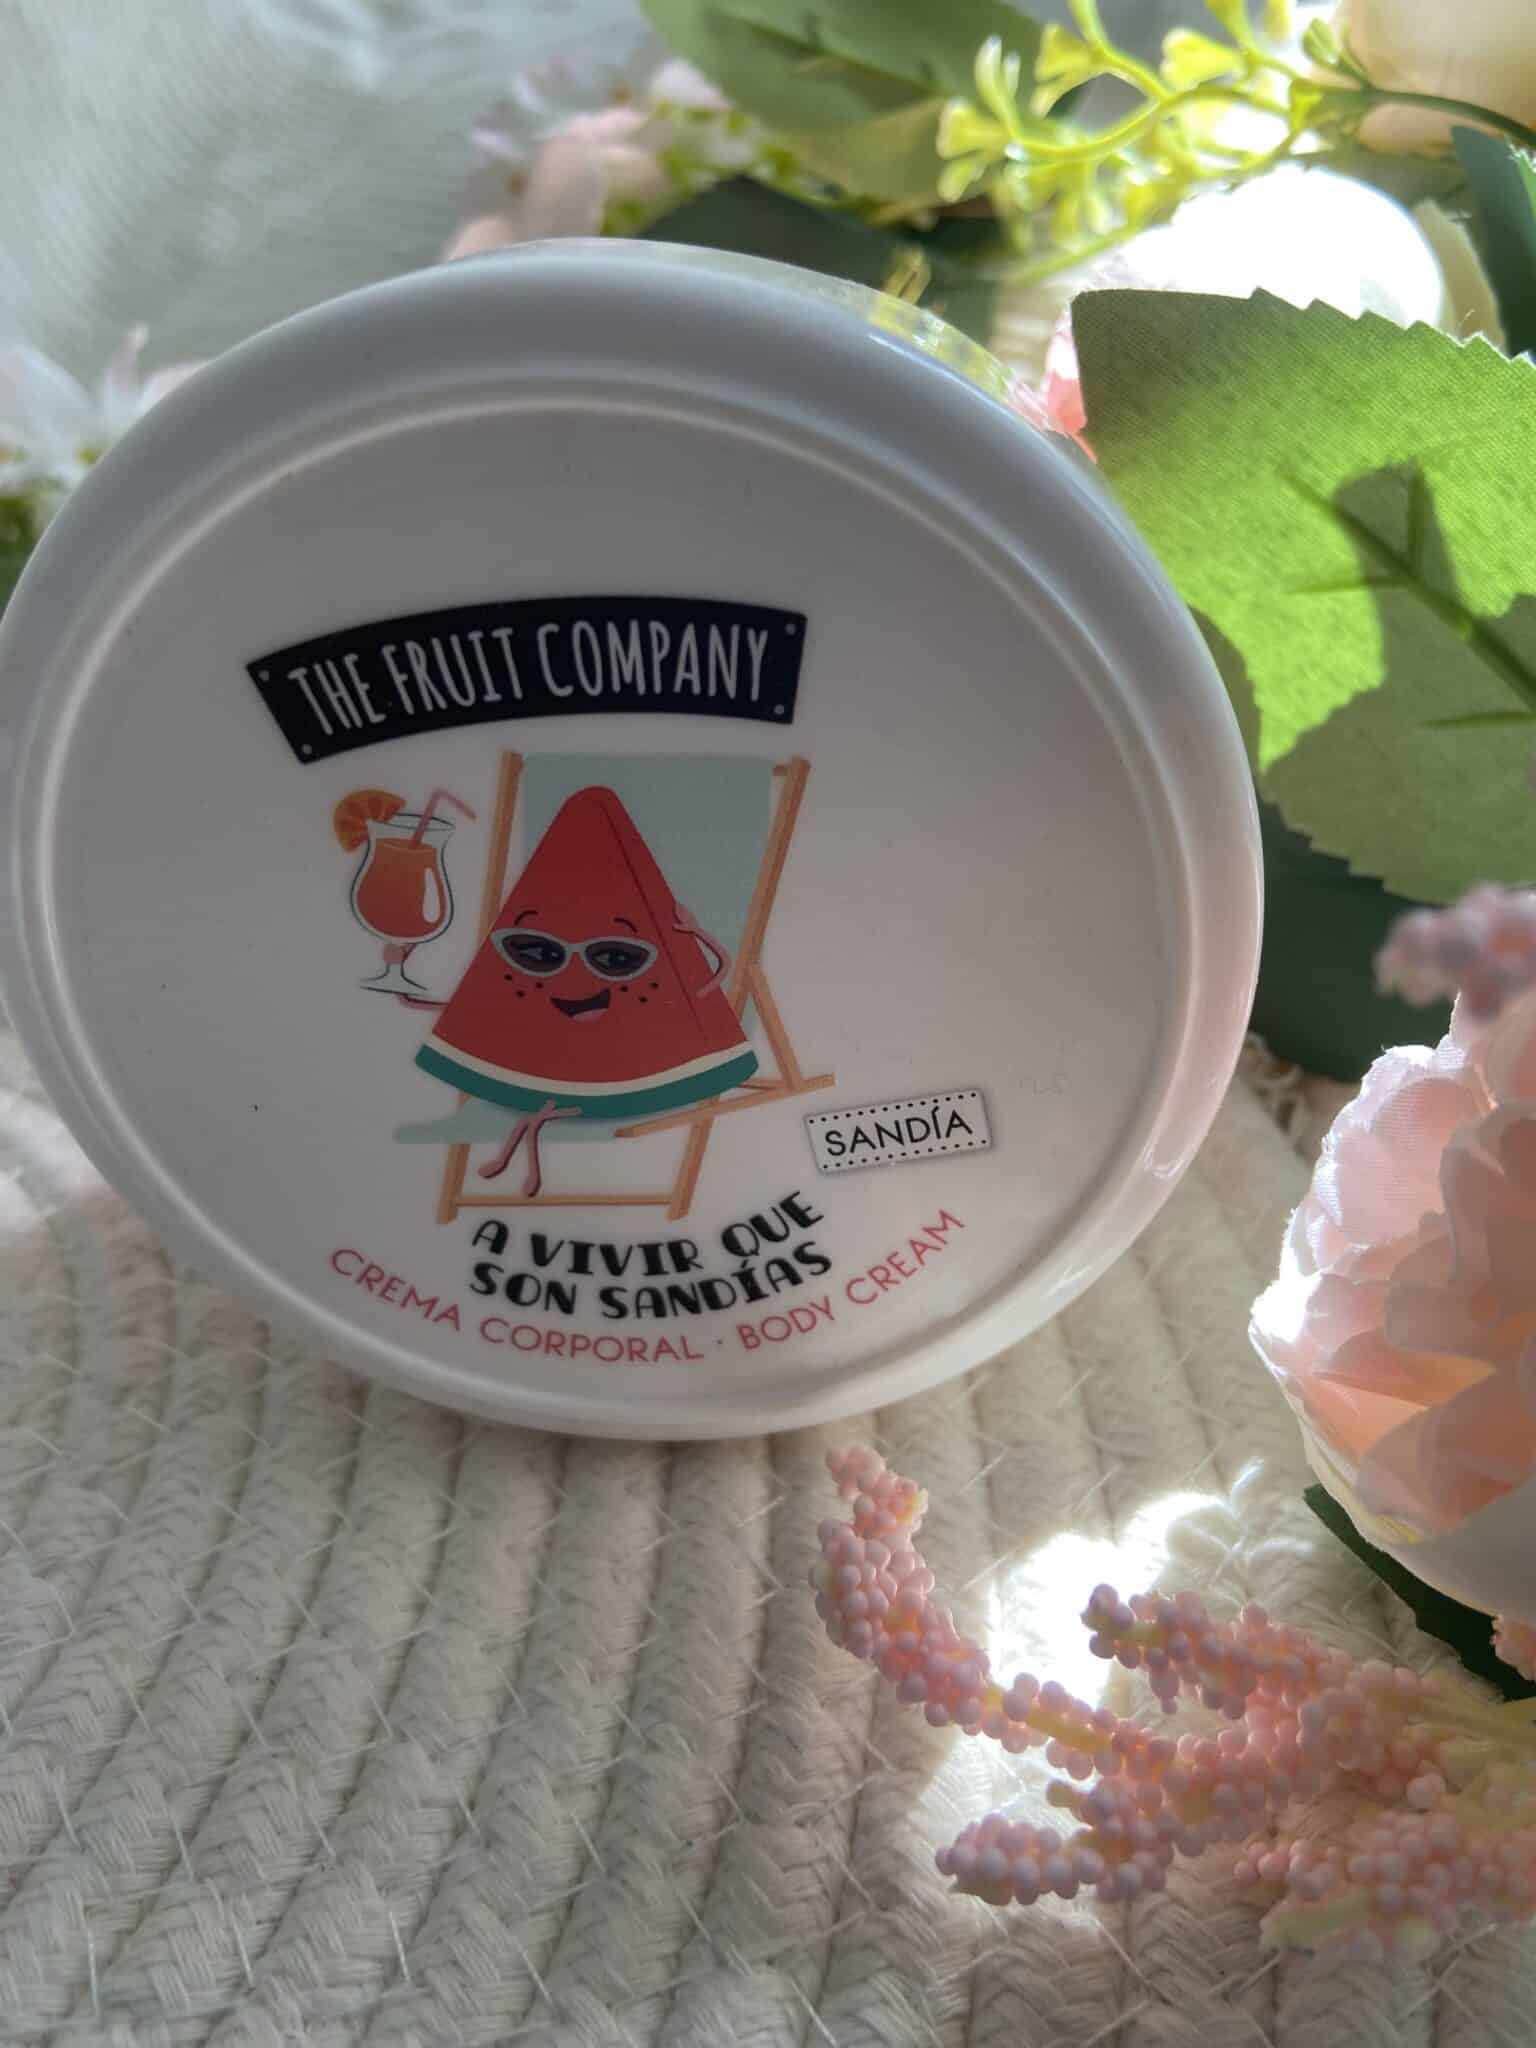 THE FRUIT COMPANY
SANDÍA
A VIVIR QUE
SON SANDÍAS
CREMA CORPORAL · BODY CREAM